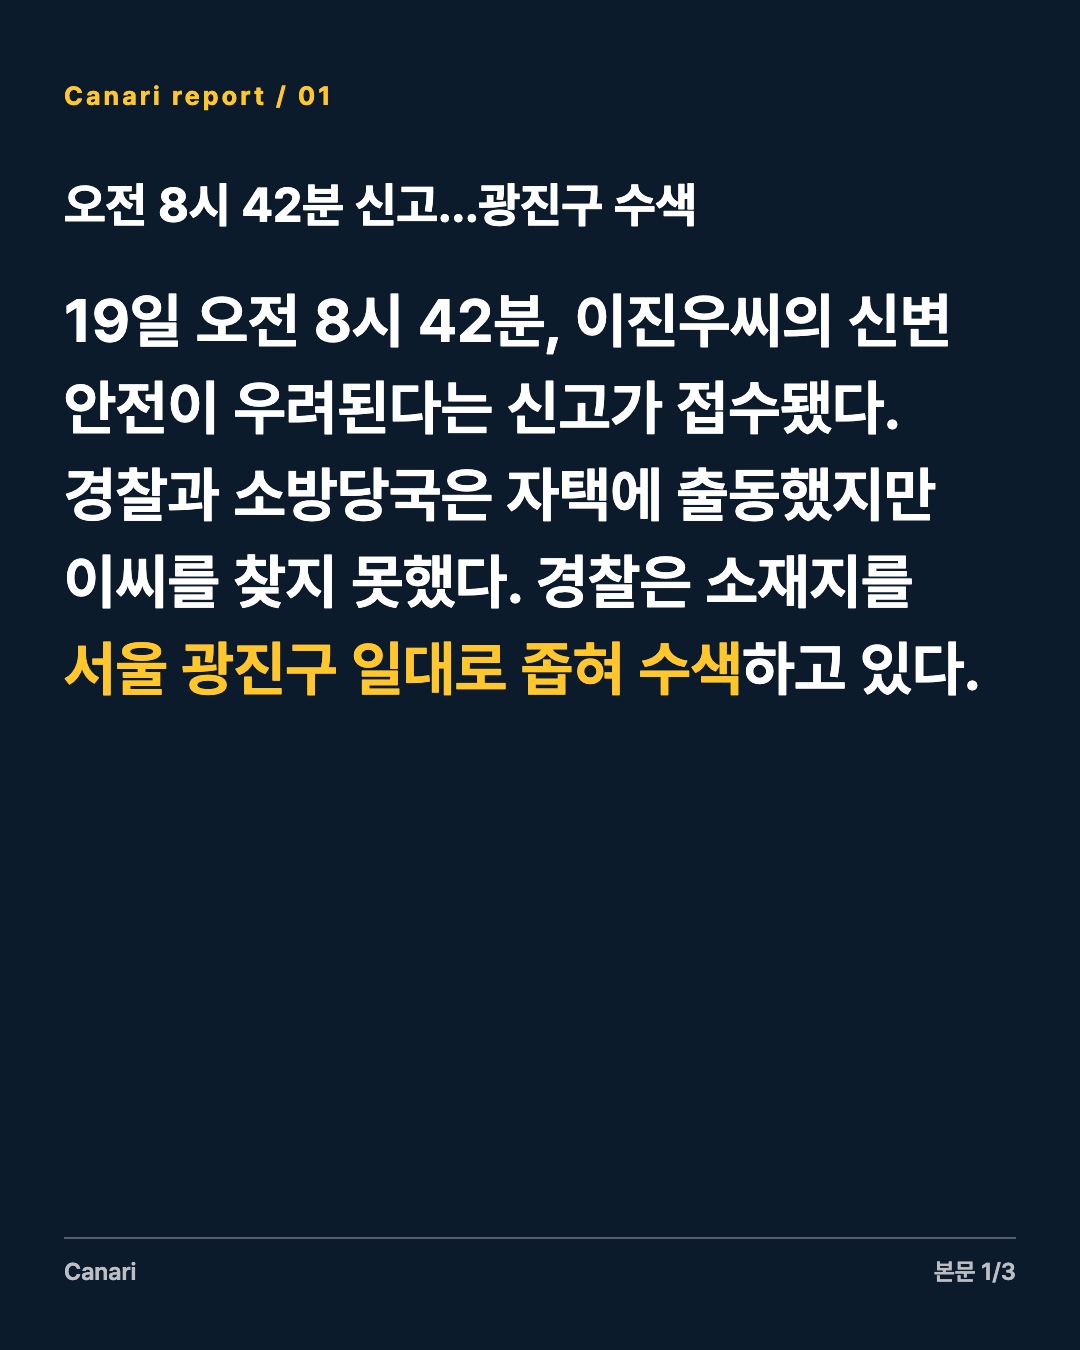 Canari report / 01
오전 8시 42분 신고...광진구 수색
19일 오전 8시 42분, 이진우씨의 신변
안전이 우려된다는 신고가 접수됐다.
경찰과 소방당국은 자택에 출동했지만
이씨를 찾지 못했다. 경찰은 소재지를
서울 광진구 일대로 좁혀 수색하고 있다.
Canari
본문 1/3